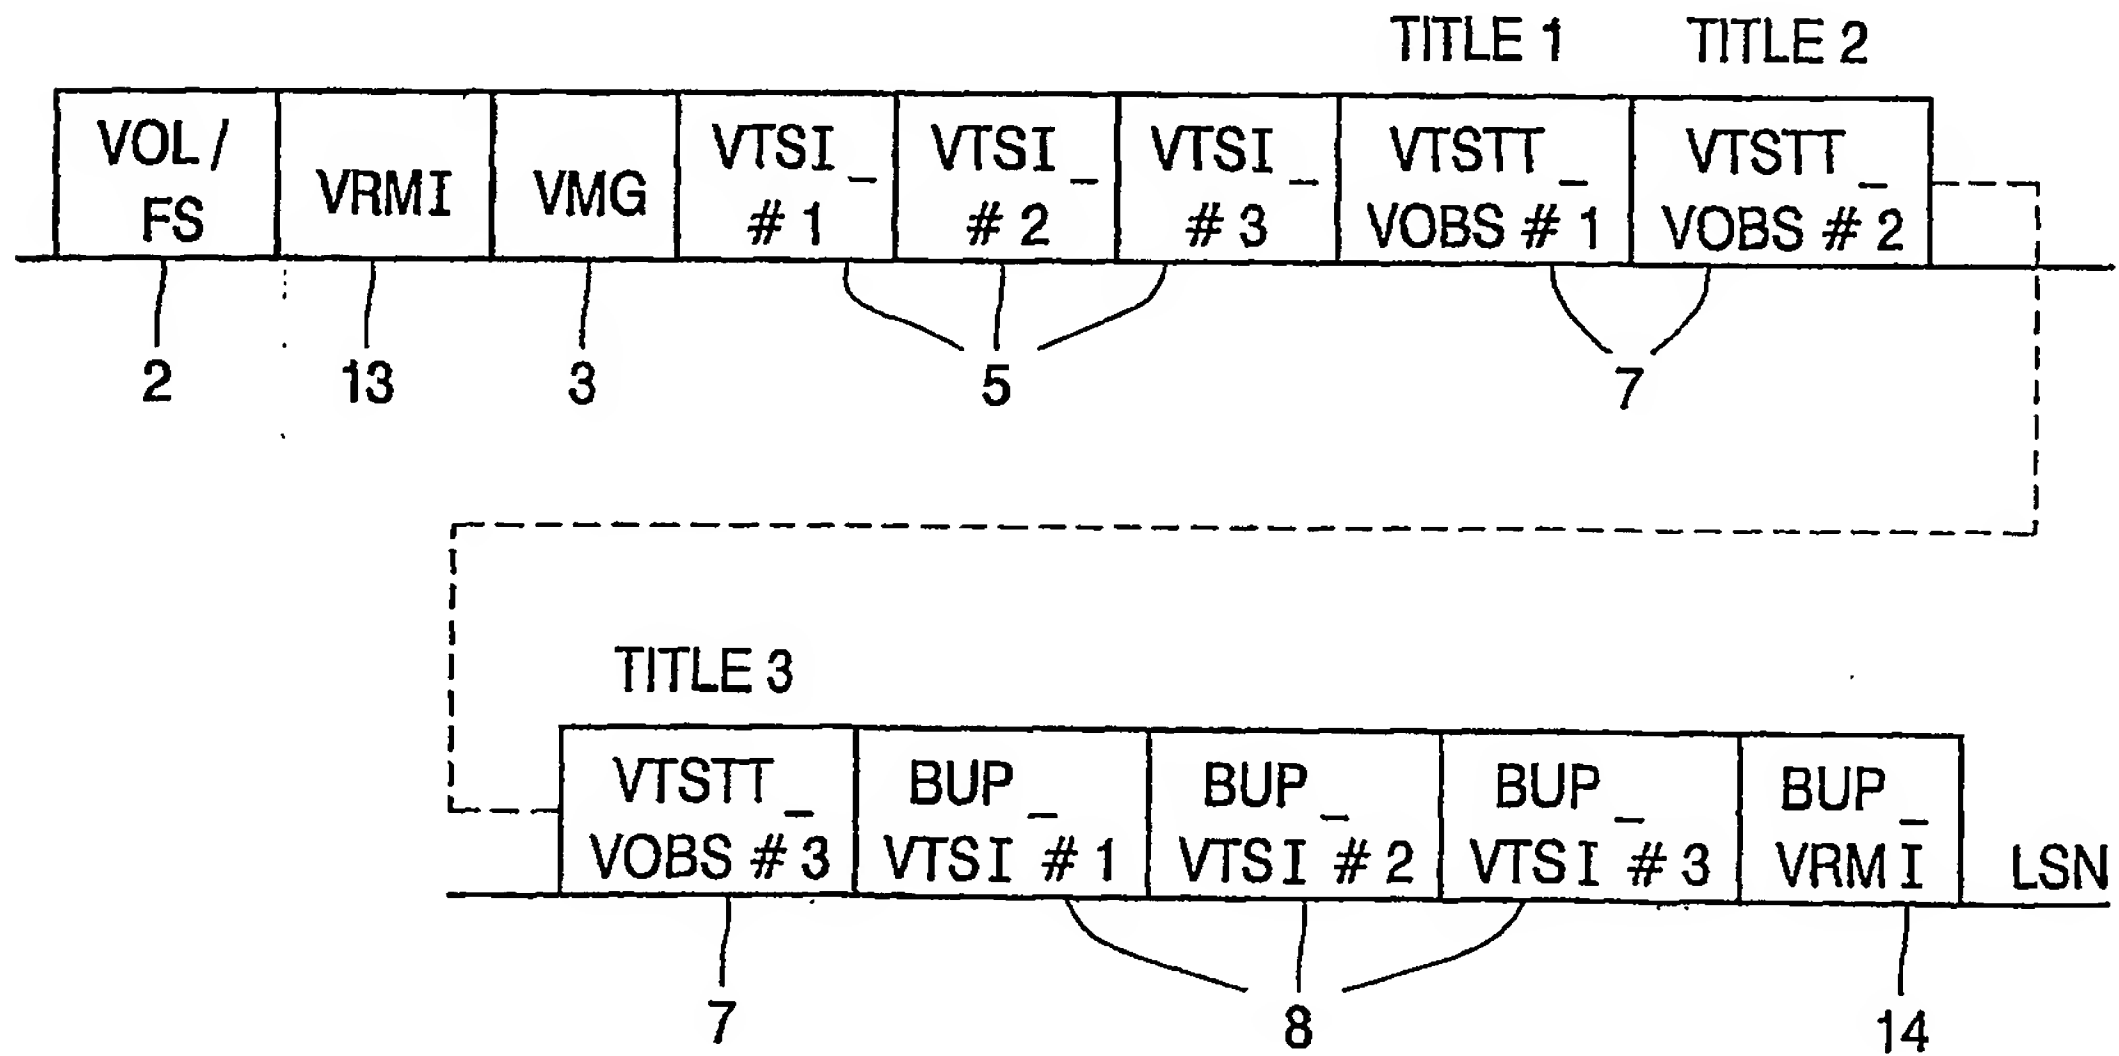 TITLE 1 TITLE 2
VOL / FS
VRMI
VMG
VTSI _ # 1
VTSI _ # 2
VTSI _ # 3
VTSTT _ VOBS # 1
VTSTT _ VOBS # 2
2 13 3 5 7
TITLE 3
VTSTT _ VOBS # 3
BUP _ VTSI # 1
BUP _ VTSI # 2
BUP _ VTSI # 3
BUP _ VRMI
LSN
7 8 14